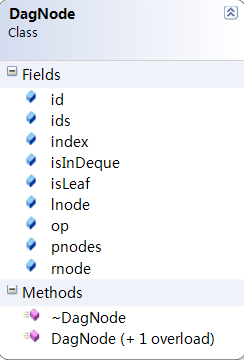 DagNode
Class
Fields
id
ids
index
isInDeque
isLeaf
lnode
op
pnodes
rnode
Methods
~DagNode
DagNode (+ 1 overload)